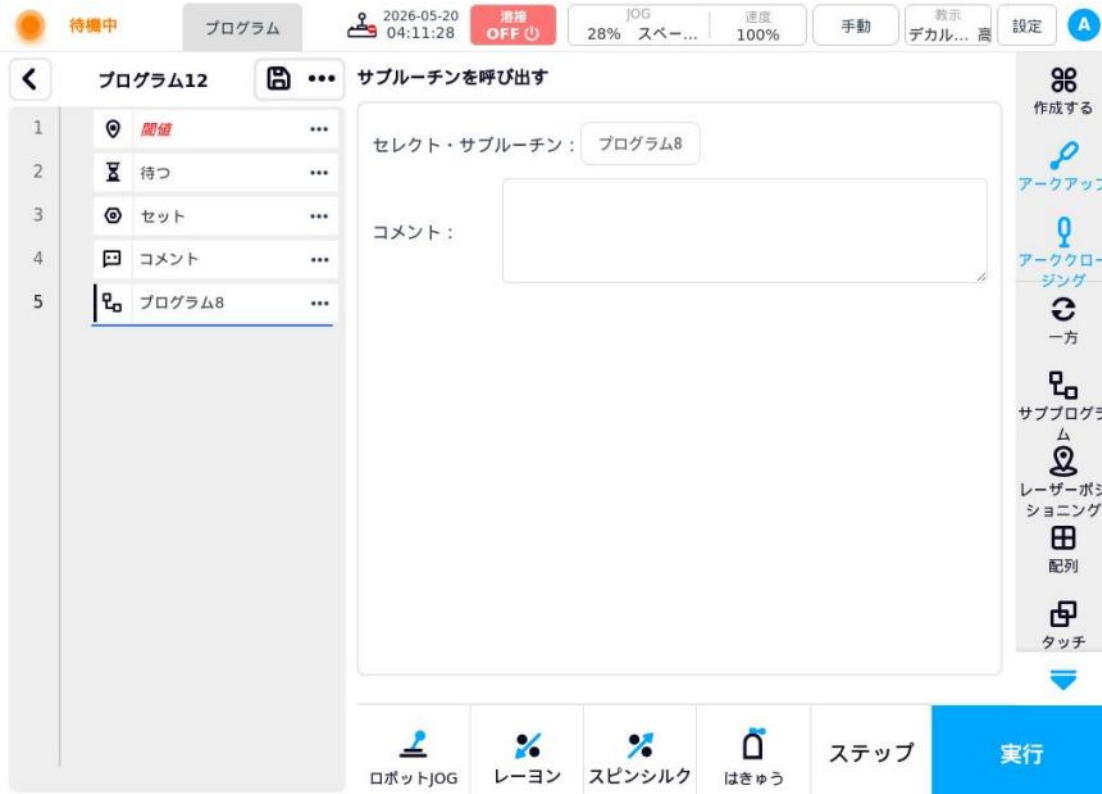 待機中
プログラム
2026-05-20
04:11:28
溶接
OFF
JOG
28% スペー...
速度
100%
手動
教示
デカル... 高
設定
A
プログラム12
サブルーチンを呼び出す
1 閾値
2 待つ
3 セット
4 コメント
5 プログラム8
セレクト・サブルーチン： プログラム8
コメント：
作成する
アークアップ
アーククロー
ジング
一方
サブプログラ
ム
レーザーポジ
ショニング
配列
タッチ
ロボットJOG
レーヨン
スピンシルク
はきゅう
ステップ
実行